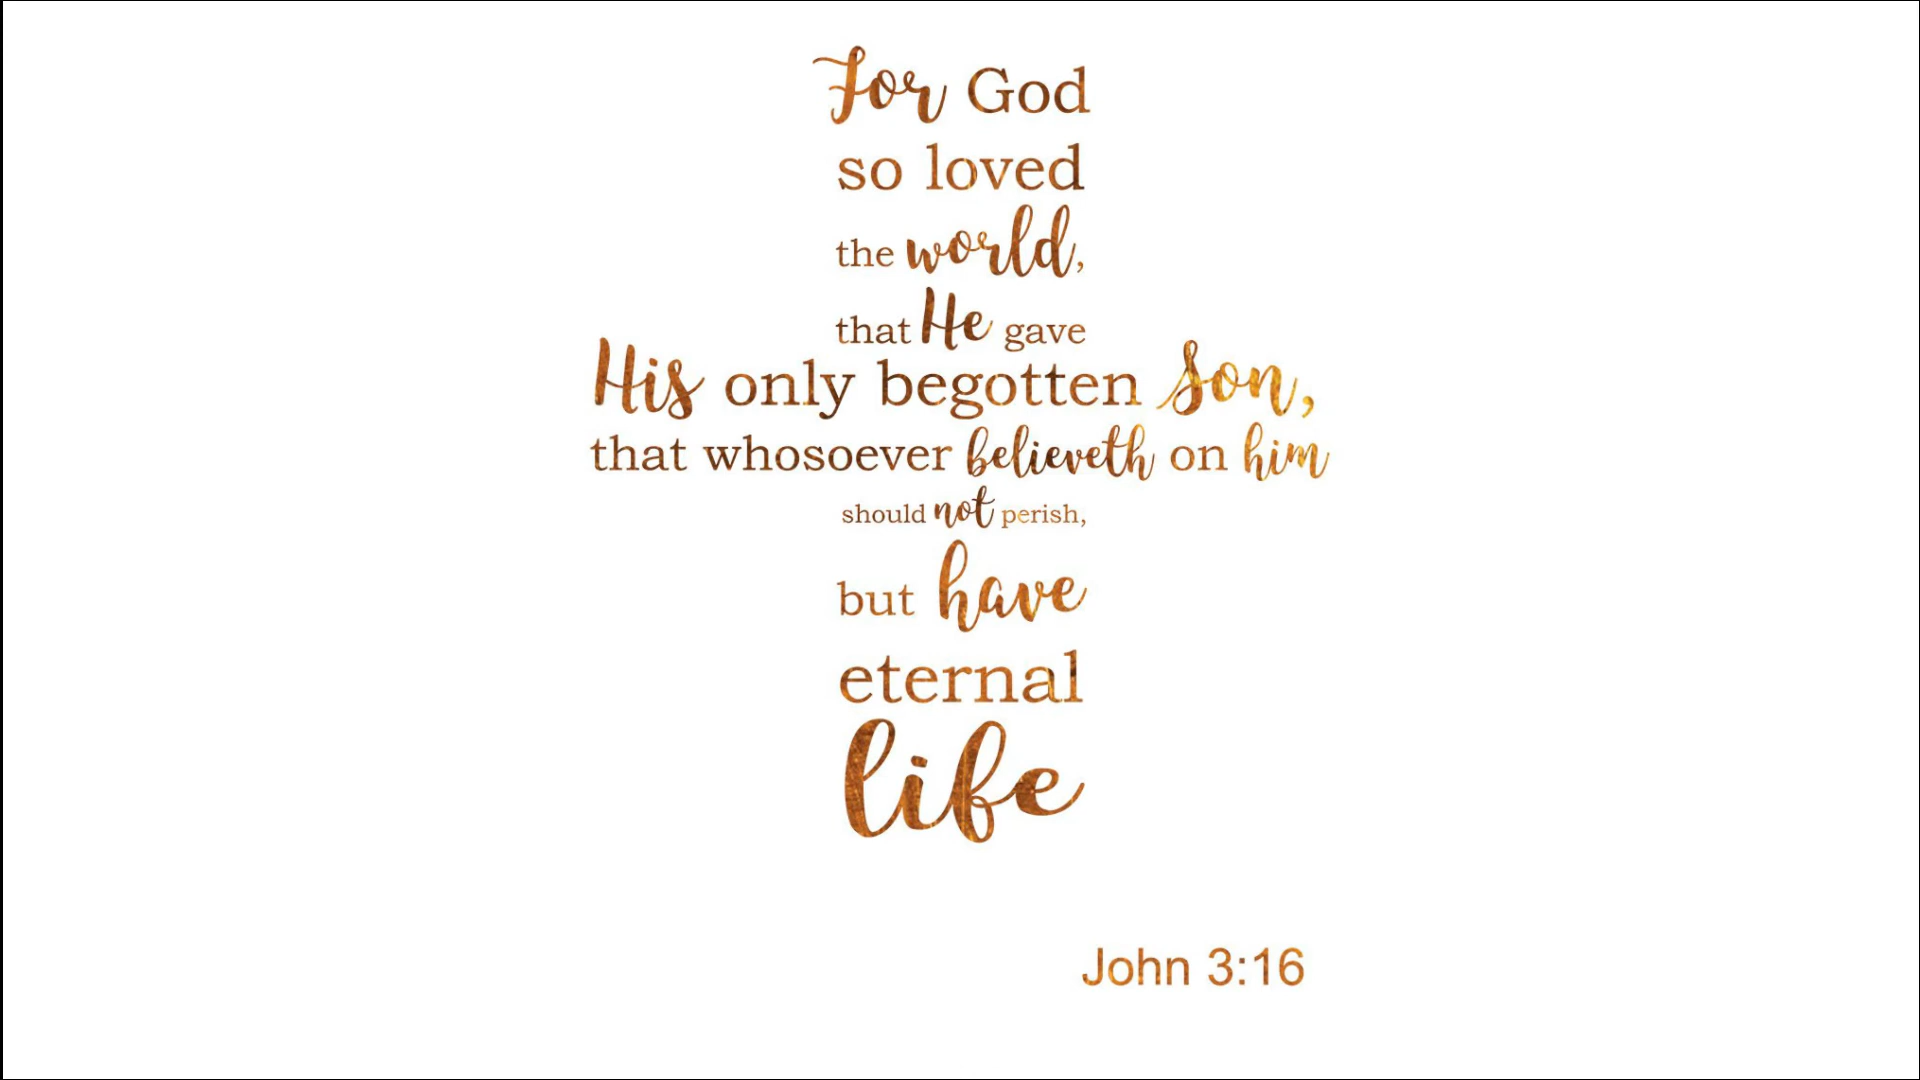 For God
so loved
the world,
that He gave
His only begotten Son,
that whosoever believeth on him
should not perish,
but have
eternal
life
John 3:16